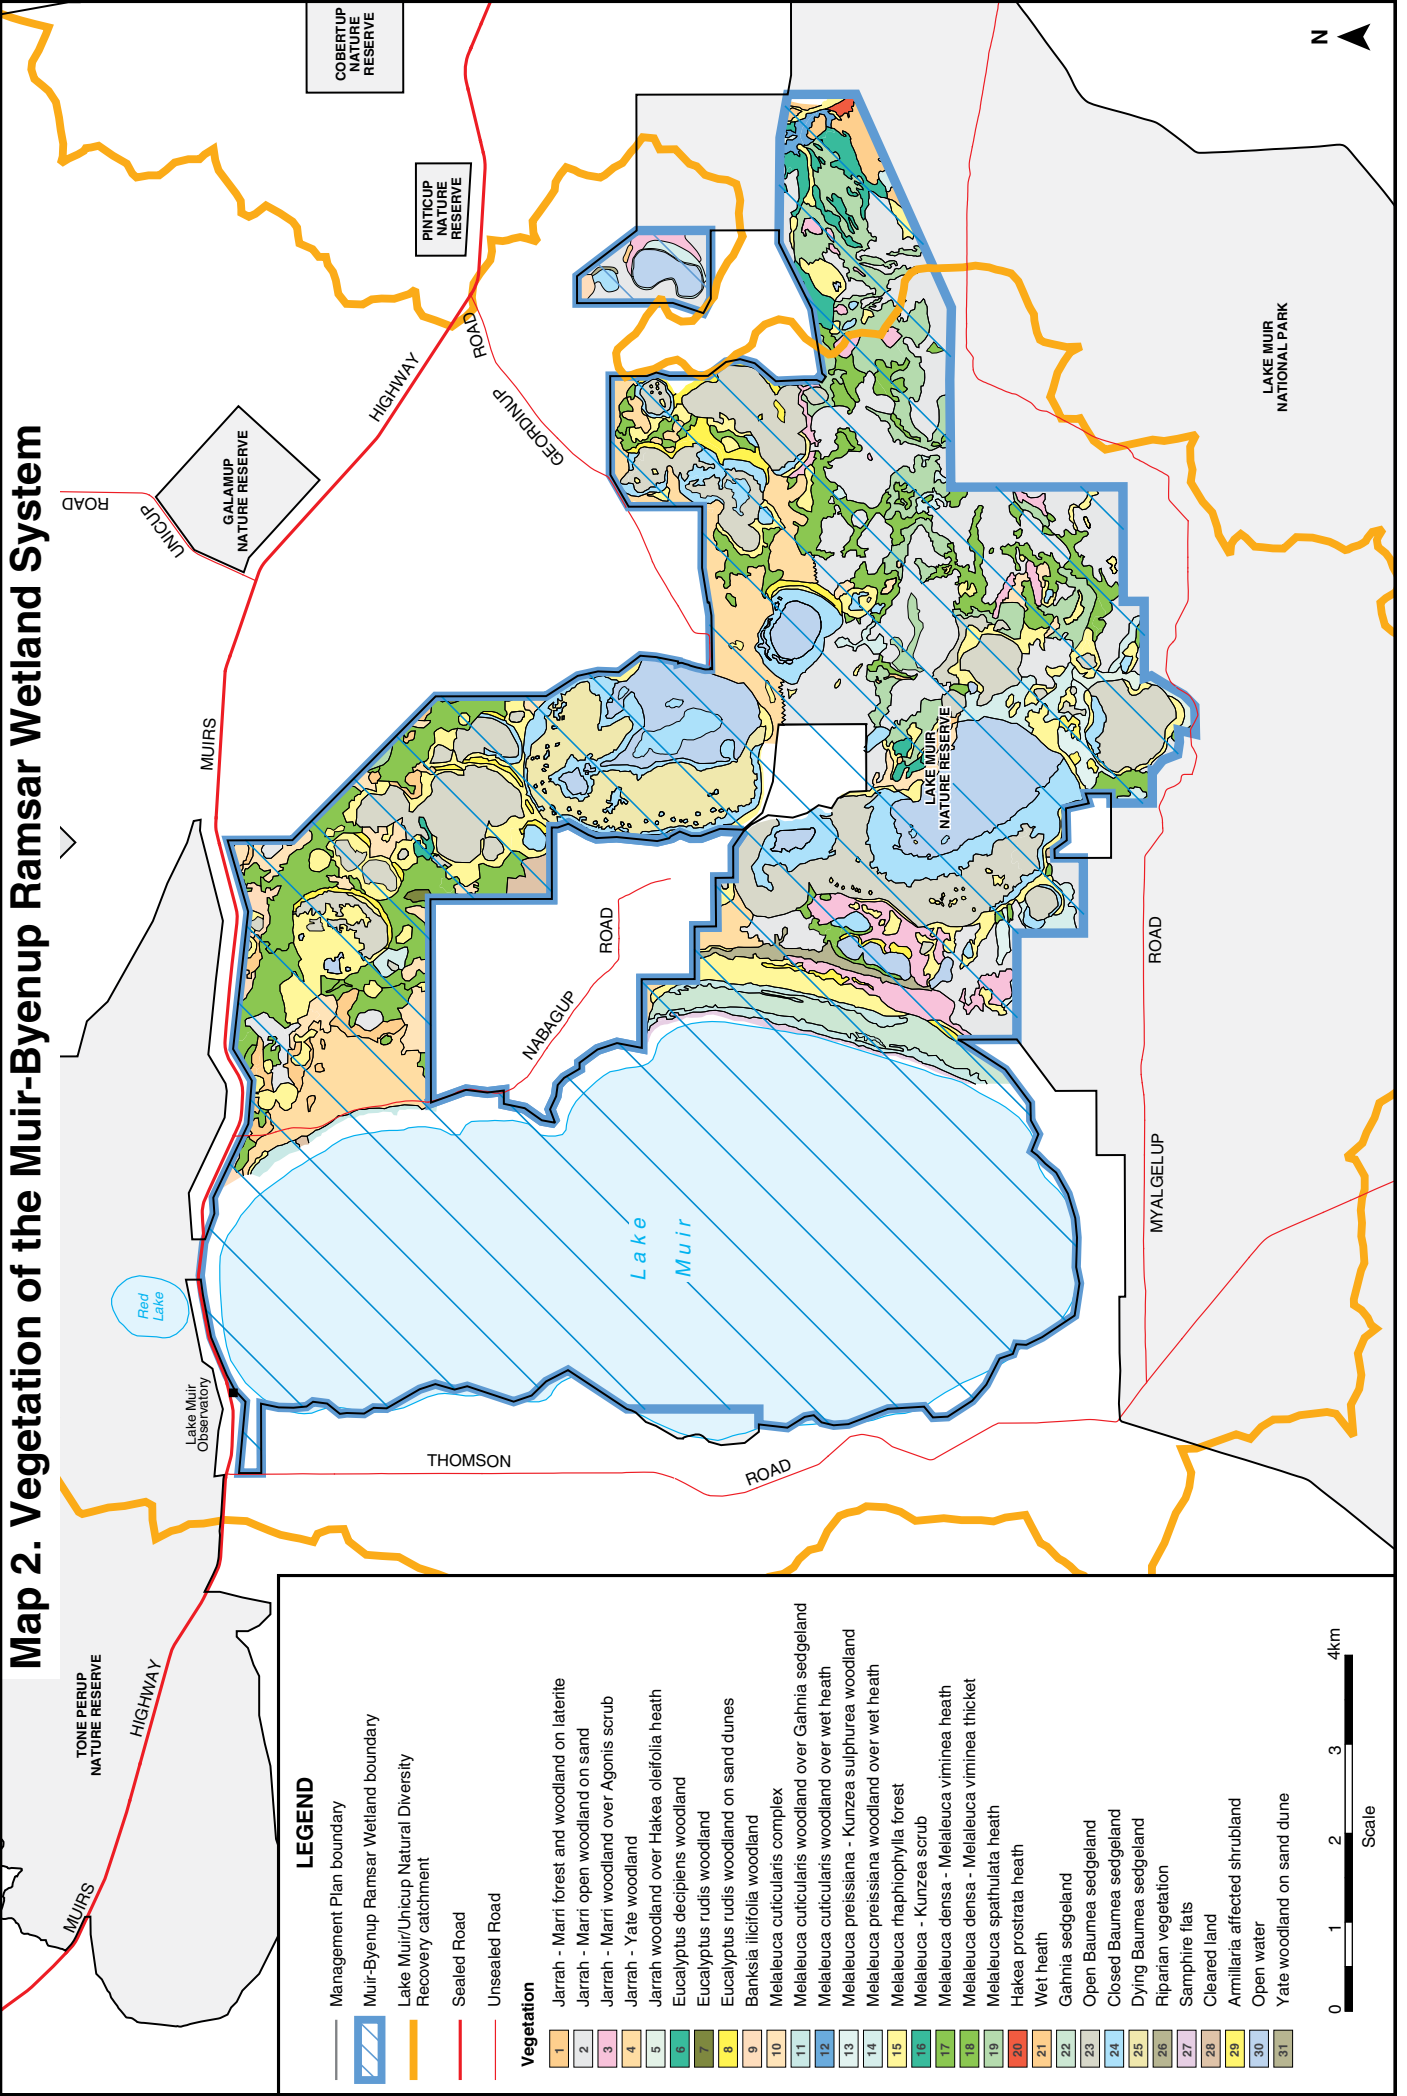 Map 2. Vegetation of the Muir-Byenup Ramsar Wetland System
TONE PERUP
NATURE RESERVE
MUIRS
HIGHWAY
Lake Muir
Observatory
Red
Lake
MUIRS
HIGHWAY
UNICUP
ROAD
GALAMUP
NATURE RESERVE
COBERTUP
NATURE
RESERVE
PINTICUP
NATURE
RESERVE
GEORDINUP
ROAD
THOMSON
ROAD
Lake
Muir
NABAGUP
ROAD
LAKE MUIR
NATURE RESERVE
MYALGELUP
ROAD
LAKE MUIR
NATIONAL PARK
N
LEGEND
Management Plan boundary
Muir-Byenup Ramsar Wetland boundary
Lake Muir/Unicup Natural Diversity
Recovery catchment
Sealed Road
Unsealed Road
Vegetation
1 Jarrah - Marri forest and woodland on laterite
2 Jarrah - Marri open woodland on sand
3 Jarrah - Marri woodland over Agonis scrub
4 Jarrah - Yate woodland
5 Jarrah woodland over Hakea oleifolia heath
6 Eucalyptus decipiens woodland
7 Eucalyptus rudis woodland
8 Eucalyptus rudis woodland on sand dunes
9 Banksia ilicifolia woodland
10 Melaleuca cuticularis complex
11 Melaleuca cuticularis woodland over Gahnia sedgeland
12 Melaleuca cuticularis woodland over wet heath
13 Melaleuca preissiana - Kunzea sulphurea woodland
14 Melaleuca preissiana woodland over wet heath
15 Melaleuca rhaphiophylla forest
16 Melaleuca - Kunzea scrub
17 Melaleuca densa - Melaleuca viminea heath
18 Melaleuca densa - Melaleuca viminea thicket
19 Melaleuca spathulata heath
20 Hakea prostrata heath
21 Wet heath
22 Gahnia sedgeland
23 Open Baumea sedgeland
24 Closed Baumea sedgeland
25 Dying Baumea sedgeland
26 Riparian vegetation
27 Samphire flats
28 Cleared land
29 Armillaria affected shrubland
30 Open water
31 Yate woodland on sand dune
0 1 2 3 4km
Scale